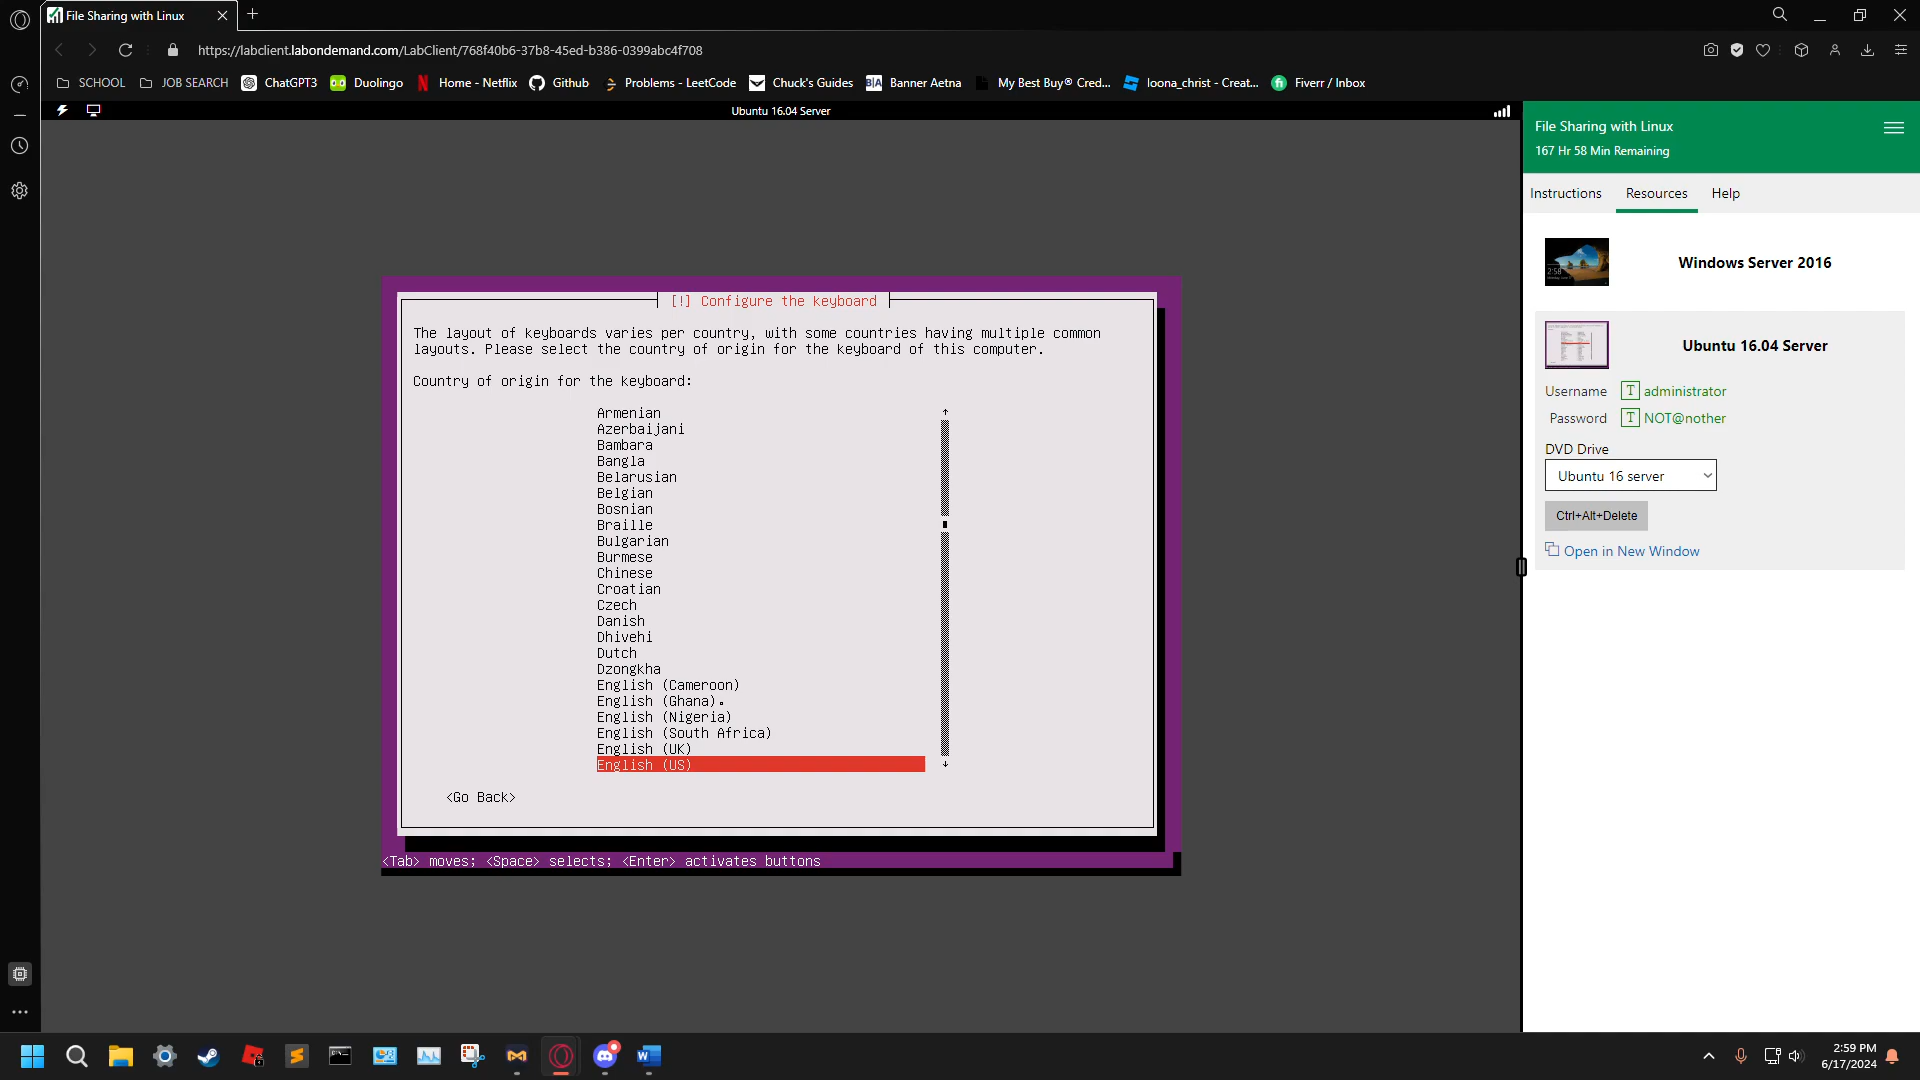 File Sharing with Linux
https://labclient.labondemand.com/LabClient/768f40b6-37b8-45ed-b386-0399abc4f708
SCHOOL
JOB SEARCH
ChatGPT3
Duolingo
Home - Netflix
Github
Problems - LeetCode
Chuck's Guides
B|A
Banner Aetna
My Best Buy® Cred...
loona_christ - Creat...
Fiverr / Inbox
Ubuntu 16.04 Server
[!] Configure the keyboard
The layout of keyboards varies per country, with some countries having multiple common
layouts. Please select the country of origin for the keyboard of this computer.
Country of origin for the keyboard:
Armenian
Azerbaijani
Bambara
Bangla
Belarusian
Belgian
Bosnian
Braille
Bulgarian
Burmese
Chinese
Croatian
Czech
Danish
Dhivehi
Dutch
Dzongkha
English (Cameroon)
English (Ghana)
English (Nigeria)
English (South Africa)
English (UK)
English (US)
<Go Back>
<Tab> moves; <Space> selects; <Enter> activates buttons
File Sharing with Linux
167 Hr 58 Min Remaining
Instructions
Resources
Help
2:58
Windows Server 2016
Ubuntu 16.04 Server
Username
T administrator
Password
T NOT@nother
DVD Drive
Ubuntu 16 server
Ctrl+Alt+Delete
Open in New Window
2:59 PM
6/17/2024